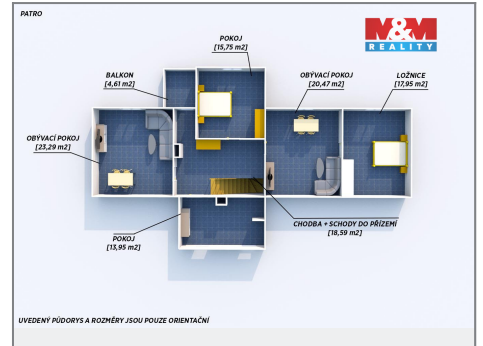 PATRO
M&M
REALITY
POKOJ
[15,75 m2]
BALKON
[4,61 m2]
OBÝVACÍ POKOJ
[20,47 m2]
LOŽNICE
[17,95 m2]
OBÝVACÍ POKOJ
[23,29 m2]
CHODBA + SCHODY DO PŘÍZEMÍ
[18,59 m2]
POKOJ
[13,95 m2]
UVEDENÝ PŮDORYS A ROZMĚRY JSOU POUZE ORIENTAČNÍ